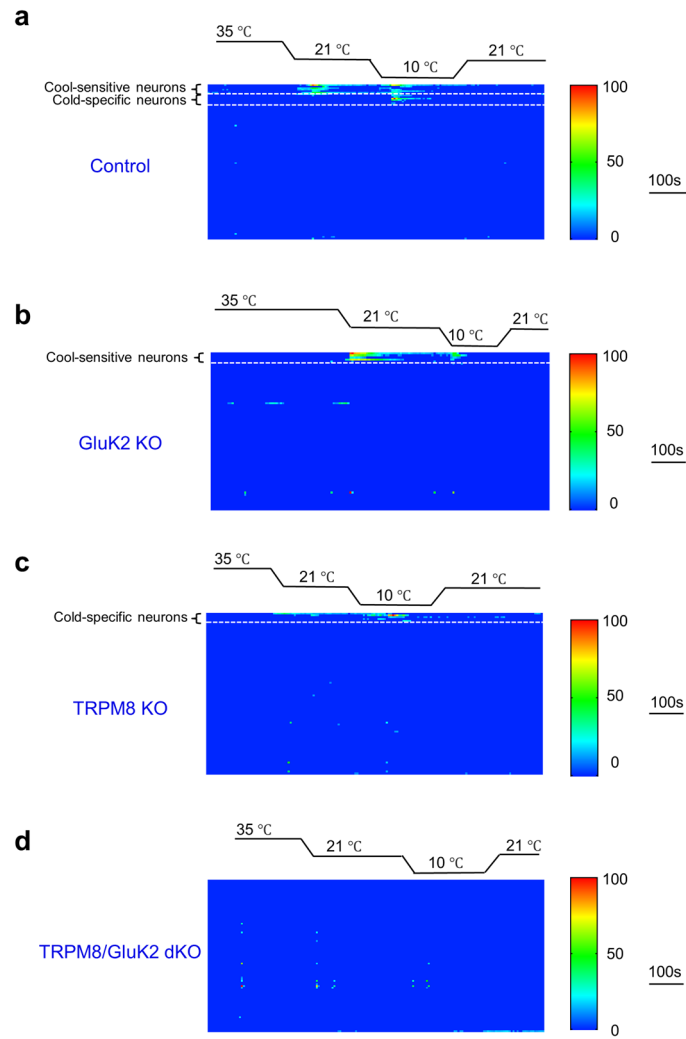 a
35 °C
21 °C
10 °C
21 °C
Cool-sensitive neurons
Cold-specific neurons
Control
100
50
0
100s
b
35 °C
21 °C
10 °C
21 °C
Cool-sensitive neurons
GluK2 KO
100
50
0
100s
c
35 °C
21 °C
10 °C
21 °C
Cold-specific neurons
TRPM8 KO
100
50
0
100s
d
35 °C
21 °C
10 °C
21 °C
TRPM8/GluK2 dKO
100
50
0
100s